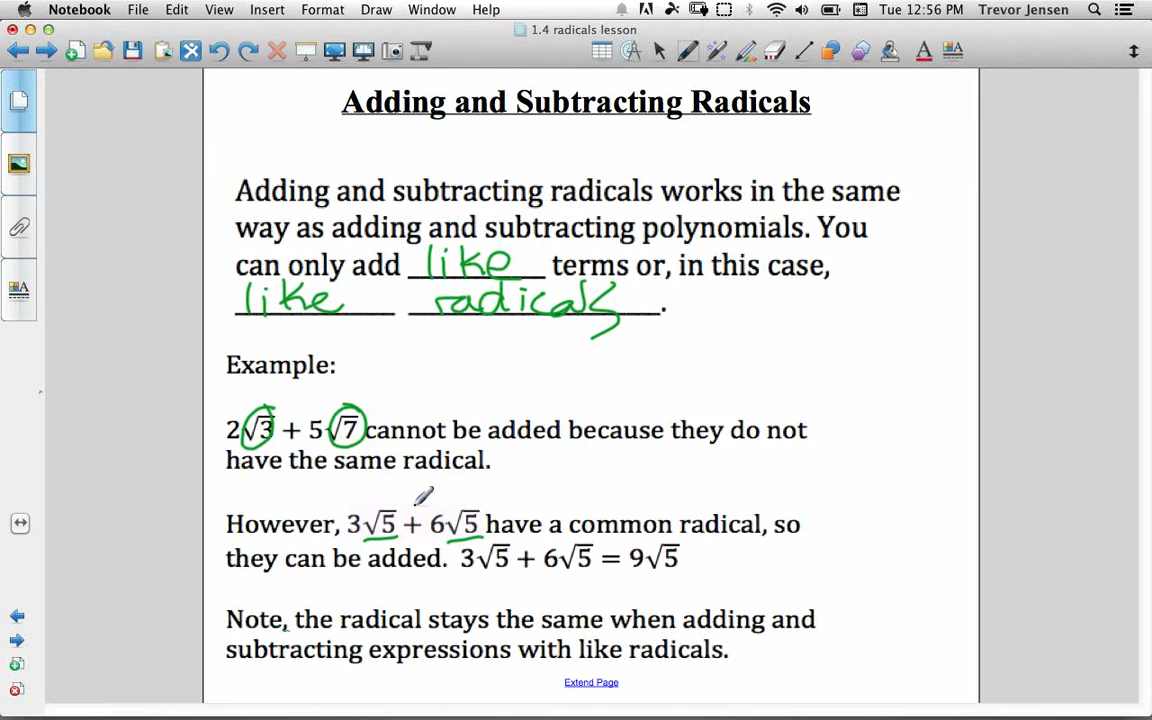 Notebook File Edit View Insert Format Draw Window Help Tue 12:56 PM Trevor Jensen
1.4 radicals lesson
Adding and Subtracting Radicals
Adding and subtracting radicals works in the same
way as adding and subtracting polynomials. You
can only add like terms or, in this case,
like radicals.
Example:
2√3 + 5√7 cannot be added because they do not
have the same radical.
However, 3√5 + 6√5 have a common radical, so
they can be added. 3√5 + 6√5 = 9√5
Note, the radical stays the same when adding and
subtracting expressions with like radicals.
Extend Page